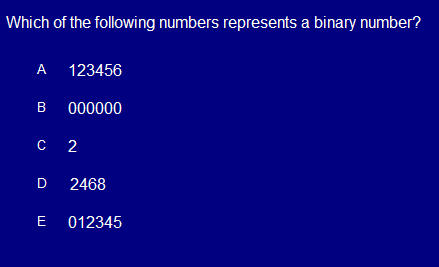 Which of the following numbers represents a binary number?
A 123456
B 000000
C 2
D 2468
E 012345